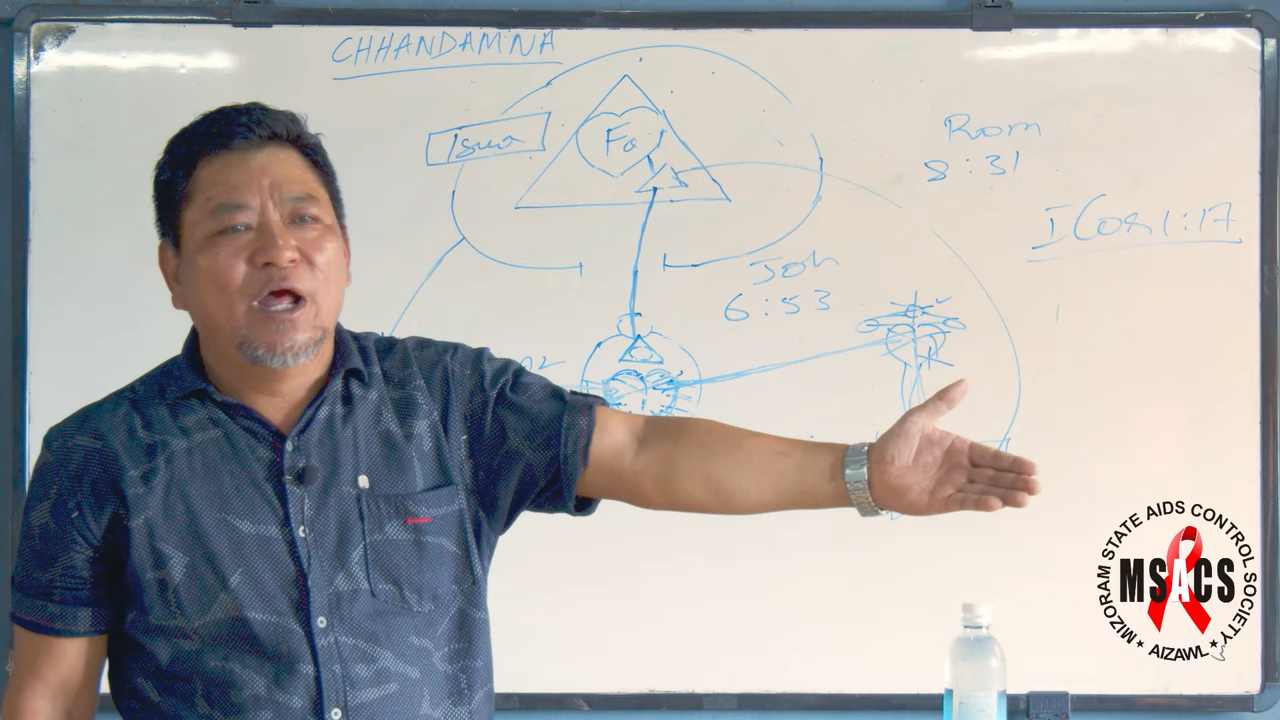 CHHANDAMNA
Isua
Fa
Rom
8:31
I Cor 1:17
Joh
6:53
MIZORAM STATE AIDS CONTROL SOCIETY
MSACS
AIZAWL